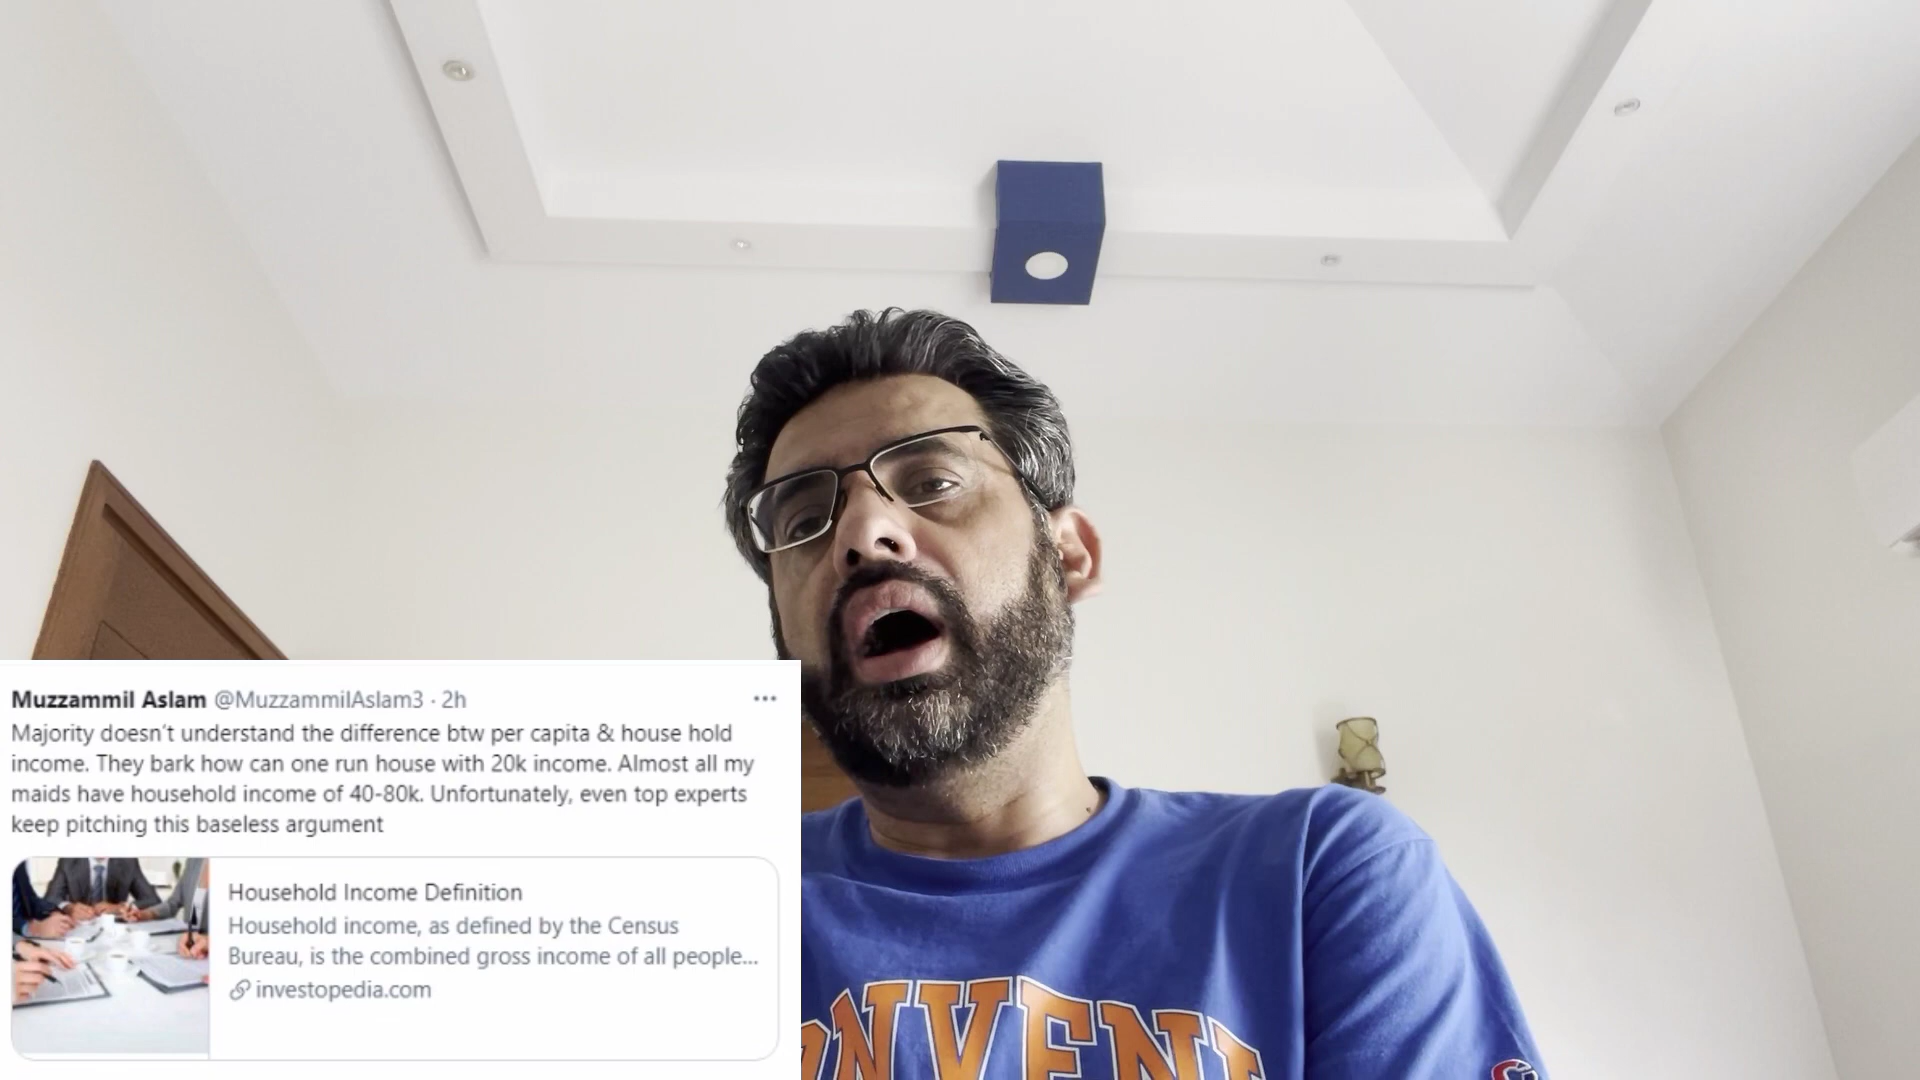 Muzzammil Aslam @MuzzammilAslam3 · 2h
Majority doesn't understand the difference btw per capita & house hold
income. They bark how can one run house with 20k income. Almost all my
maids have household income of 40-80k. Unfortunately, even top experts
keep pitching this baseless argument
Household Income Definition
Household income, as defined by the Census
Bureau, is the combined gross income of all people...
investopedia.com
ONVENI